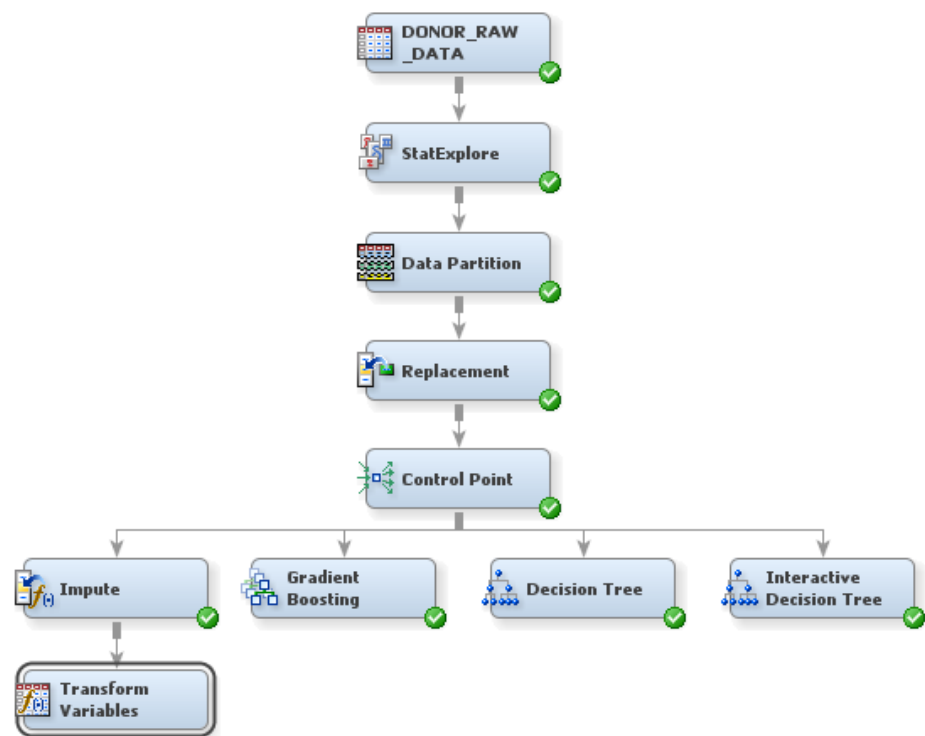 DONOR_RAW
_DATA
StatExplore
Data Partition
Replacement
Control Point
Impute
Gradient
Boosting
Decision Tree
Interactive
Decision Tree
Transform
Variables